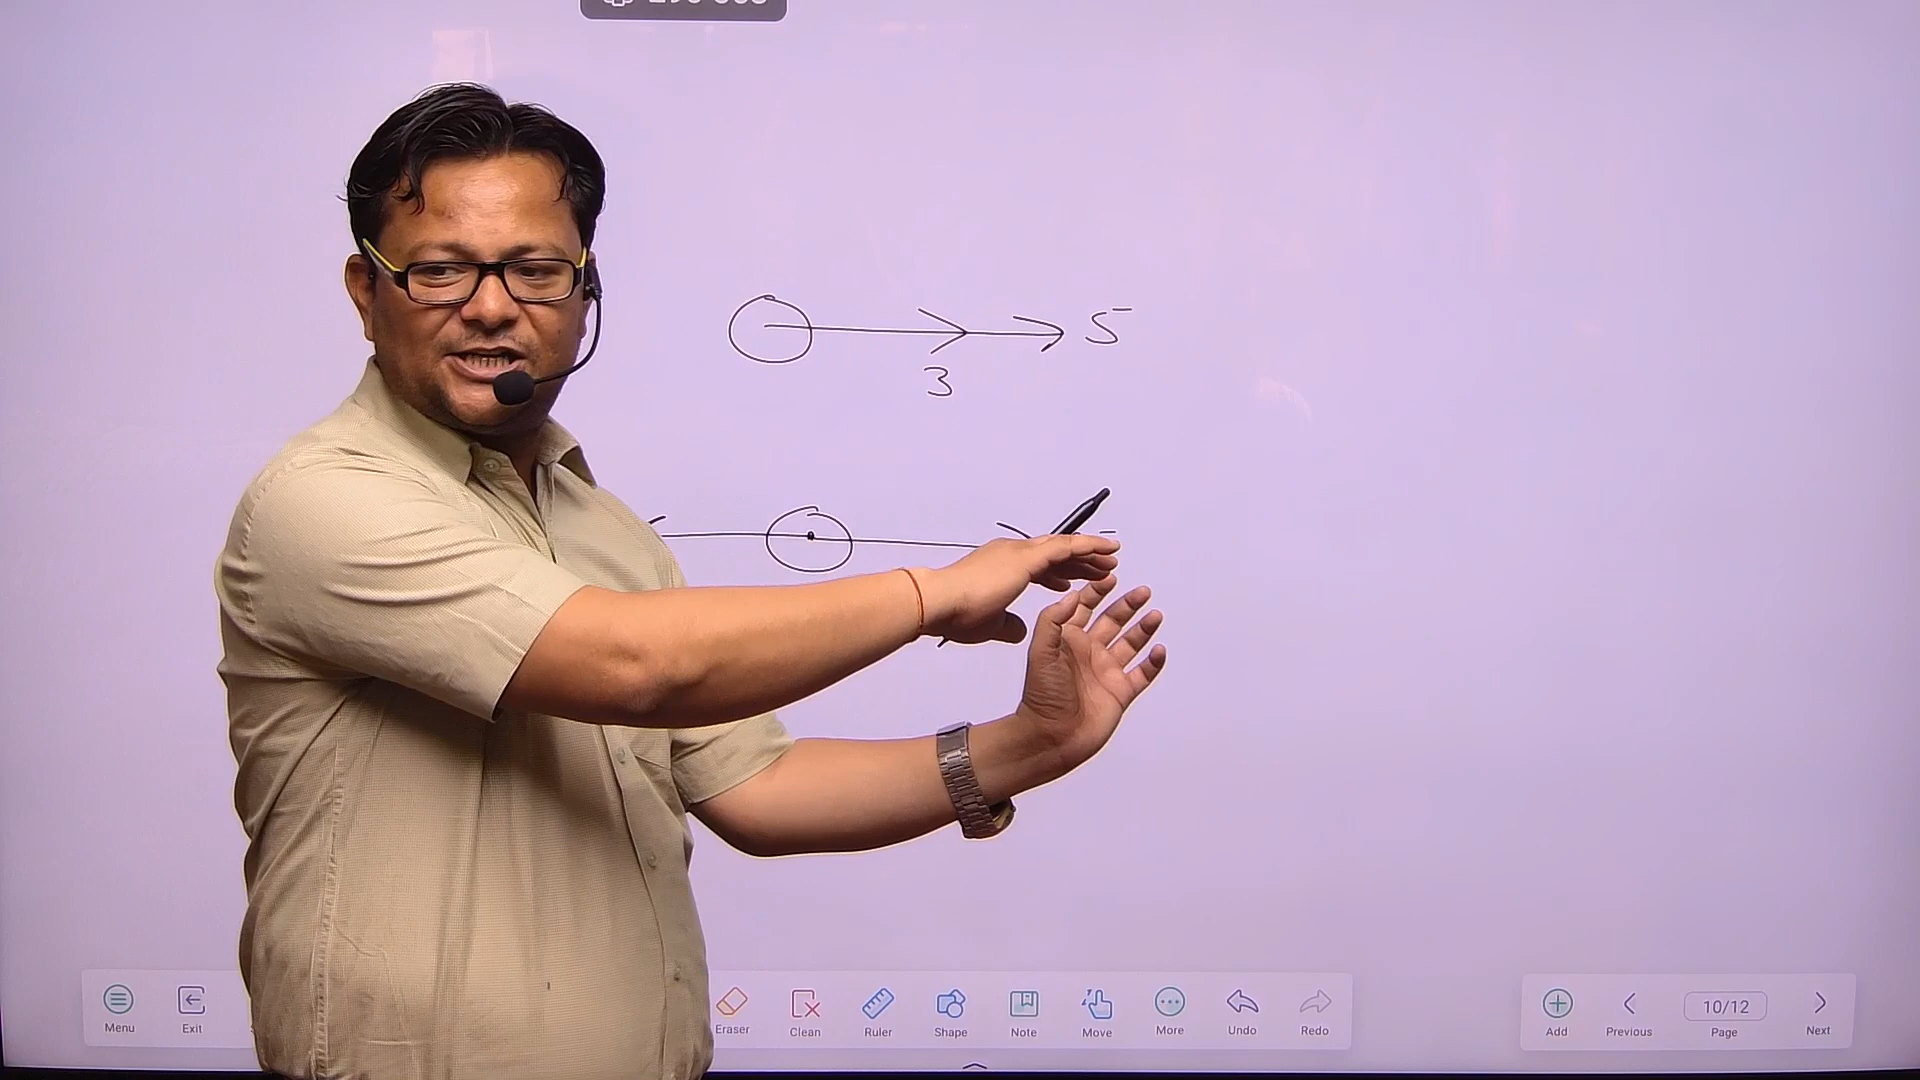 5
3
Menu
Exit
Eraser
Clean
Ruler
Shape
Note
Move
More
Undo
Redo
Add
Previous
10/12
Page
Next